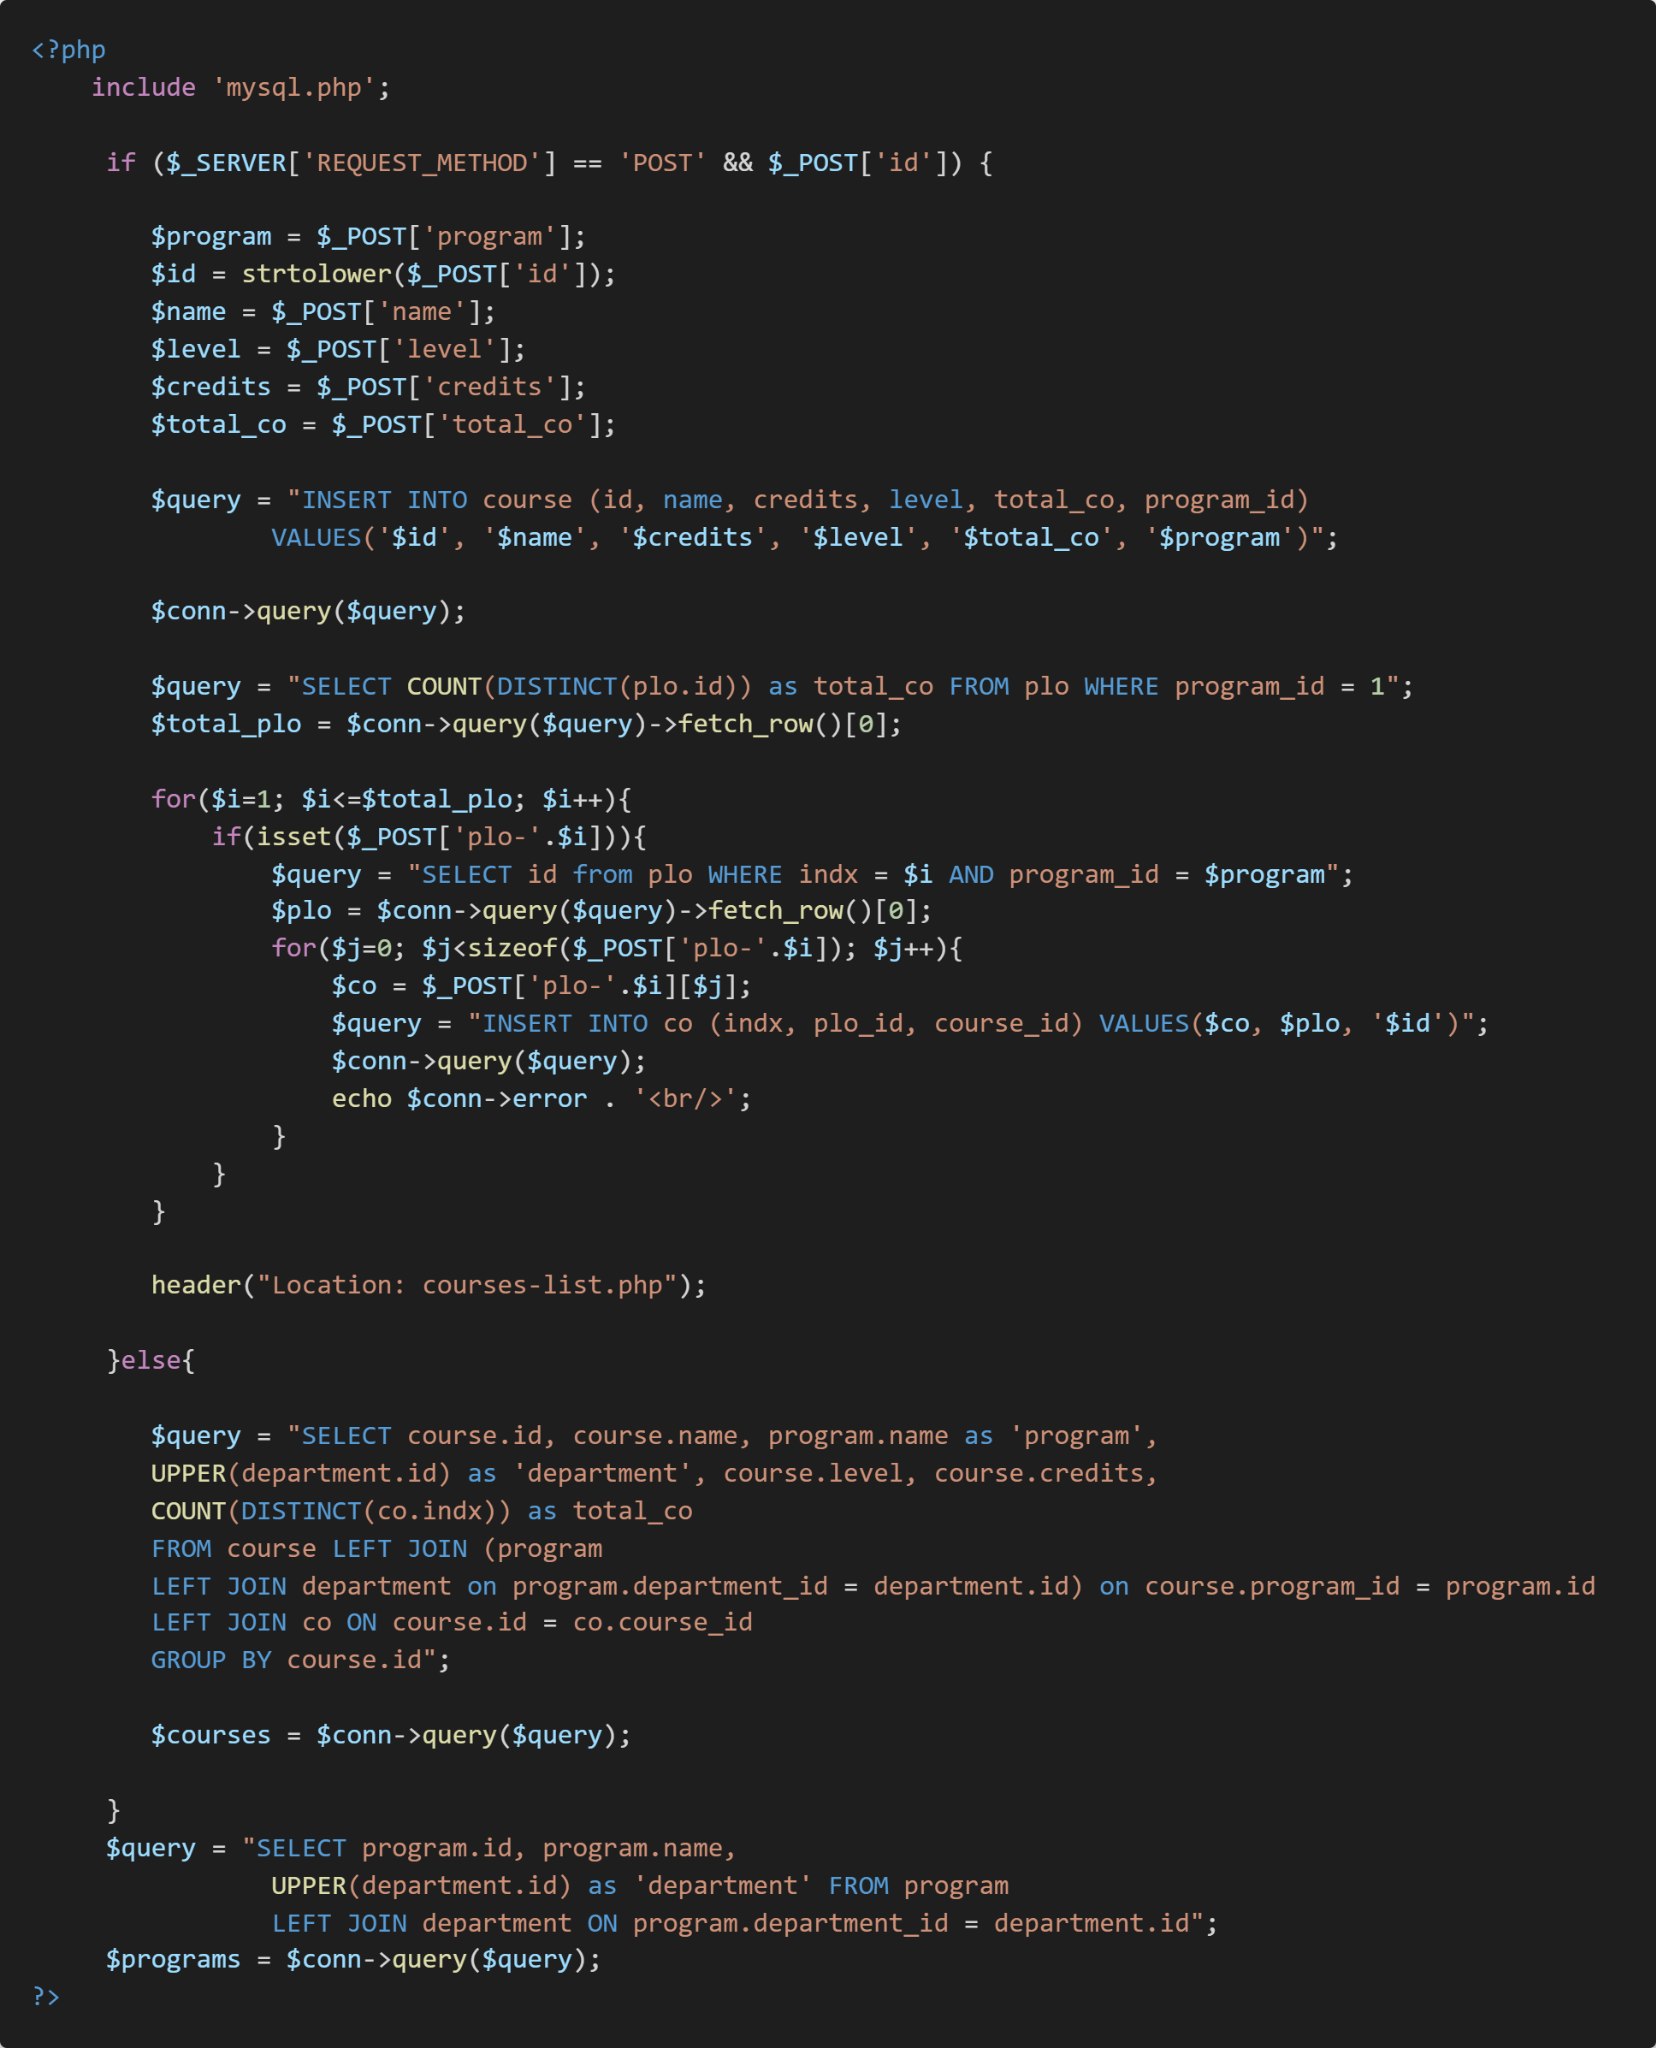 <?php
    include 'mysql.php';

     if ($_SERVER['REQUEST_METHOD'] == 'POST' && $_POST['id']) {

        $program = $_POST['program'];
        $id = strtolower($_POST['id']);
        $name = $_POST['name'];
        $level = $_POST['level'];
        $credits = $_POST['credits'];
        $total_co = $_POST['total_co'];

        $query = "INSERT INTO course (id, name, credits, level, total_co, program_id)
                VALUES('$id', '$name', '$credits', '$level', '$total_co', '$program')";

        $conn->query($query);

        $query = "SELECT COUNT(DISTINCT(plo.id)) as total_co FROM plo WHERE program_id = 1";
        $total_plo = $conn->query($query)->fetch_row()[0];

        for($i=1; $i<=$total_plo; $i++){
            if(isset($_POST['plo-'.$i])){
                $query = "SELECT id from plo WHERE indx = $i AND program_id = $program";
                $plo = $conn->query($query)->fetch_row()[0];
                for($j=0; $j<sizeof($_POST['plo-'.$i]); $j++){
                    $co = $_POST['plo-'.$i][$j];
                    $query = "INSERT INTO co (indx, plo_id, course_id) VALUES($co, $plo, '$id')";
                    $conn->query($query);
                    echo $conn->error . '<br/>';
                }
            }
        }

        header("Location: courses-list.php");

     }else{

        $query = "SELECT course.id, course.name, program.name as 'program',
        UPPER(department.id) as 'department', course.level, course.credits,
        COUNT(DISTINCT(co.indx)) as total_co
        FROM course LEFT JOIN (program
        LEFT JOIN department on program.department_id = department.id) on course.program_id = program.id
        LEFT JOIN co ON course.id = co.course_id
        GROUP BY course.id";

        $courses = $conn->query($query);

     }
     $query = "SELECT program.id, program.name,
                UPPER(department.id) as 'department' FROM program
                LEFT JOIN department ON program.department_id = department.id";
     $programs = $conn->query($query);
?>